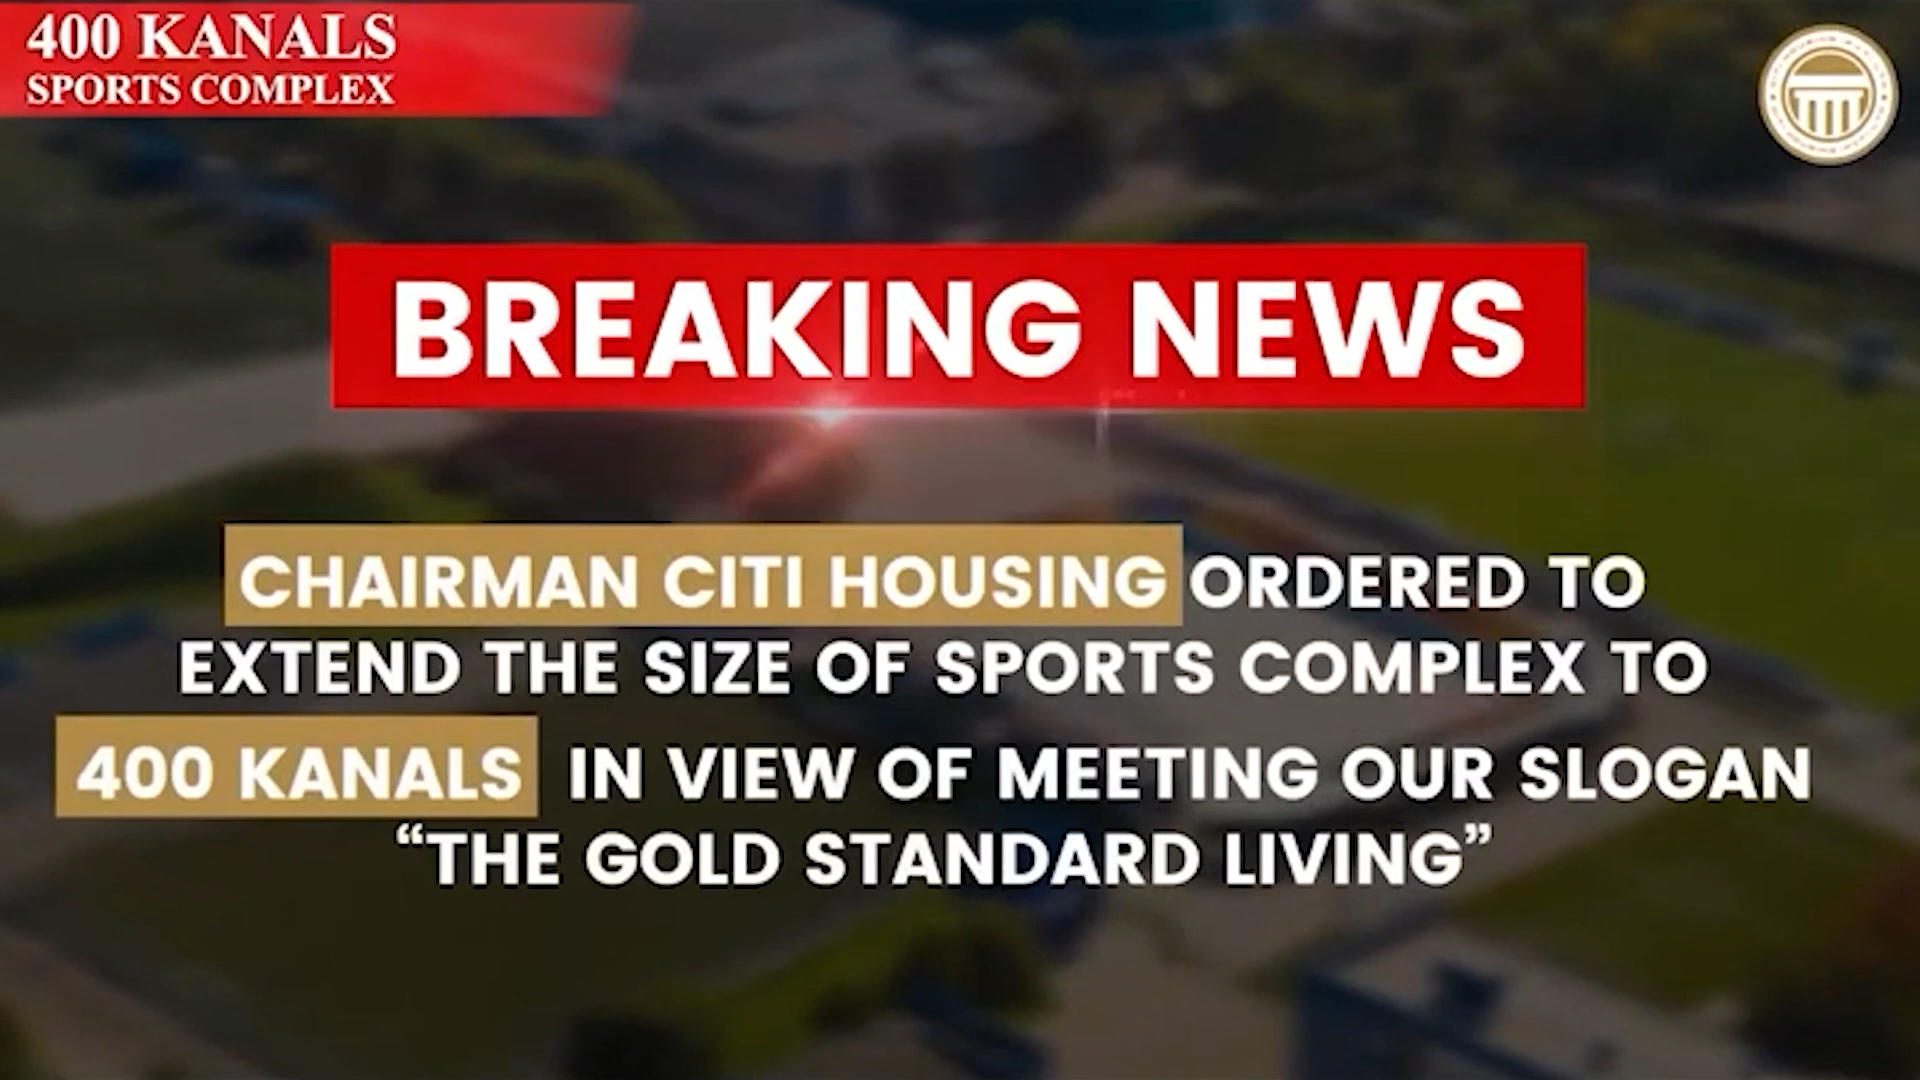 400 KANALS
SPORTS COMPLEX
BREAKING NEWS
CHAIRMAN CITI HOUSING ORDERED TO
EXTEND THE SIZE OF SPORTS COMPLEX TO
400 KANALS IN VIEW OF MEETING OUR SLOGAN
“THE GOLD STANDARD LIVING”